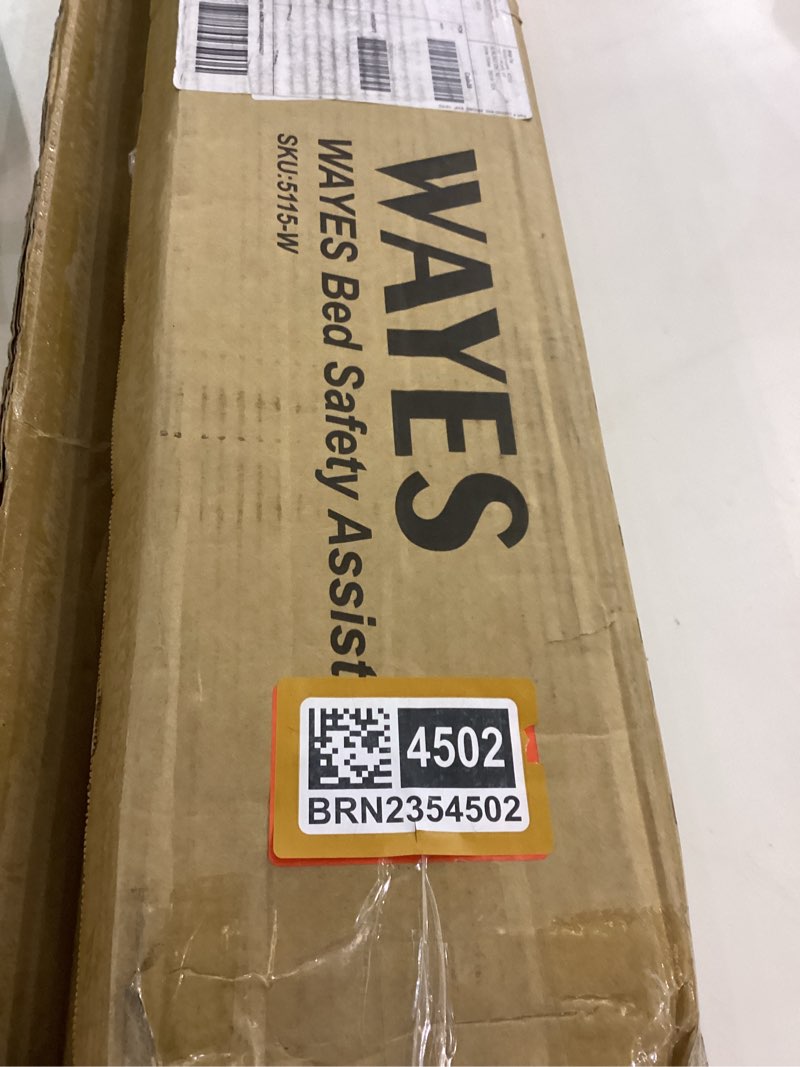 WAYES
WAYES Bed Safety Assist
SKU:5115-W
4502
BRN2354502